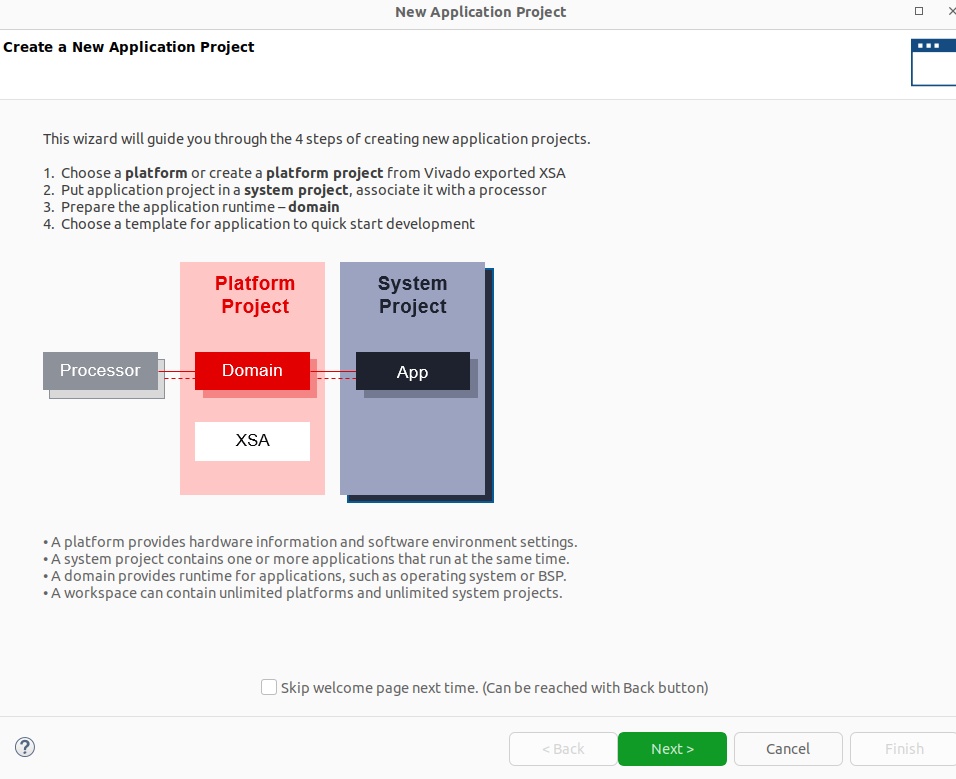 New Application Project
Create a New Application Project
This wizard will guide you through the 4 steps of creating new application projects.
1. Choose a platform or create a platform project from Vivado exported XSA
2. Put application project in a system project, associate it with a processor
3. Prepare the application runtime – domain
4. Choose a template for application to quick start development
Platform
Project
System
Project
Processor
Domain
App
XSA
• A platform provides hardware information and software environment settings.
• A system project contains one or more applications that run at the same time.
• A domain provides runtime for applications, such as operating system or BSP.
• A workspace can contain unlimited platforms and unlimited system projects.
Skip welcome page next time. (Can be reached with Back button)
?
< Back
Next >
Cancel
Finish